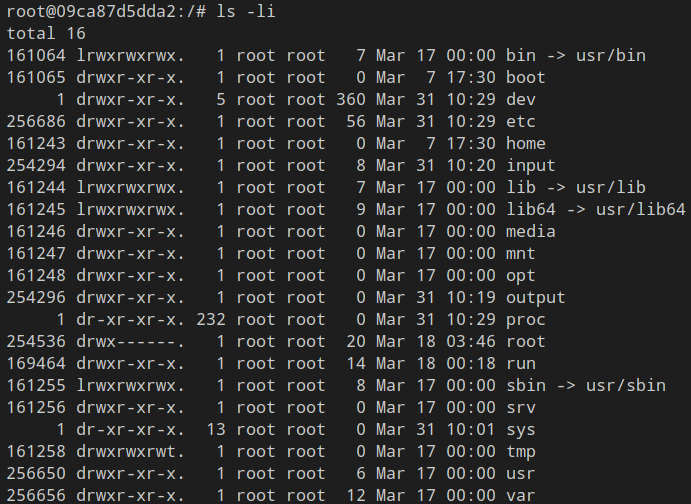 root@09ca87d5dda2:/# ls -li
total 16
161064 lrwxrwxrwx.   1 root root   7 Mar 17 00:00 bin -> usr/bin
161065 drwxr-xr-x.   1 root root   0 Mar  7 17:30 boot
     1 drwxr-xr-x.   5 root root 360 Mar 31 10:29 dev
256686 drwxr-xr-x.   1 root root  56 Mar 31 10:29 etc
161243 drwxr-xr-x.   1 root root   0 Mar  7 17:30 home
254294 drwxr-xr-x.   1 root root   8 Mar 31 10:20 input
161244 lrwxrwxrwx.   1 root root   7 Mar 17 00:00 lib -> usr/lib
161245 lrwxrwxrwx.   1 root root   9 Mar 17 00:00 lib64 -> usr/lib64
161246 drwxr-xr-x.   1 root root   0 Mar 17 00:00 media
161247 drwxr-xr-x.   1 root root   0 Mar 17 00:00 mnt
161248 drwxr-xr-x.   1 root root   0 Mar 17 00:00 opt
254296 drwxr-xr-x.   1 root root   0 Mar 31 10:19 output
     1 dr-xr-xr-x. 232 root root   0 Mar 31 10:29 proc
254536 drwx------.   1 root root  20 Mar 18 03:46 root
169464 drwxr-xr-x.   1 root root  14 Mar 18 00:18 run
161255 lrwxrwxrwx.   1 root root   8 Mar 17 00:00 sbin -> usr/sbin
161256 drwxr-xr-x.   1 root root   0 Mar 17 00:00 srv
     1 dr-xr-xr-x.  13 root root   0 Mar 31 10:01 sys
161258 drwxrwxrwt.   1 root root   0 Mar 17 00:00 tmp
256650 drwxr-xr-x.   1 root root   6 Mar 17 00:00 usr
256656 drwxr-xr-x.   1 root root  12 Mar 17 00:00 var